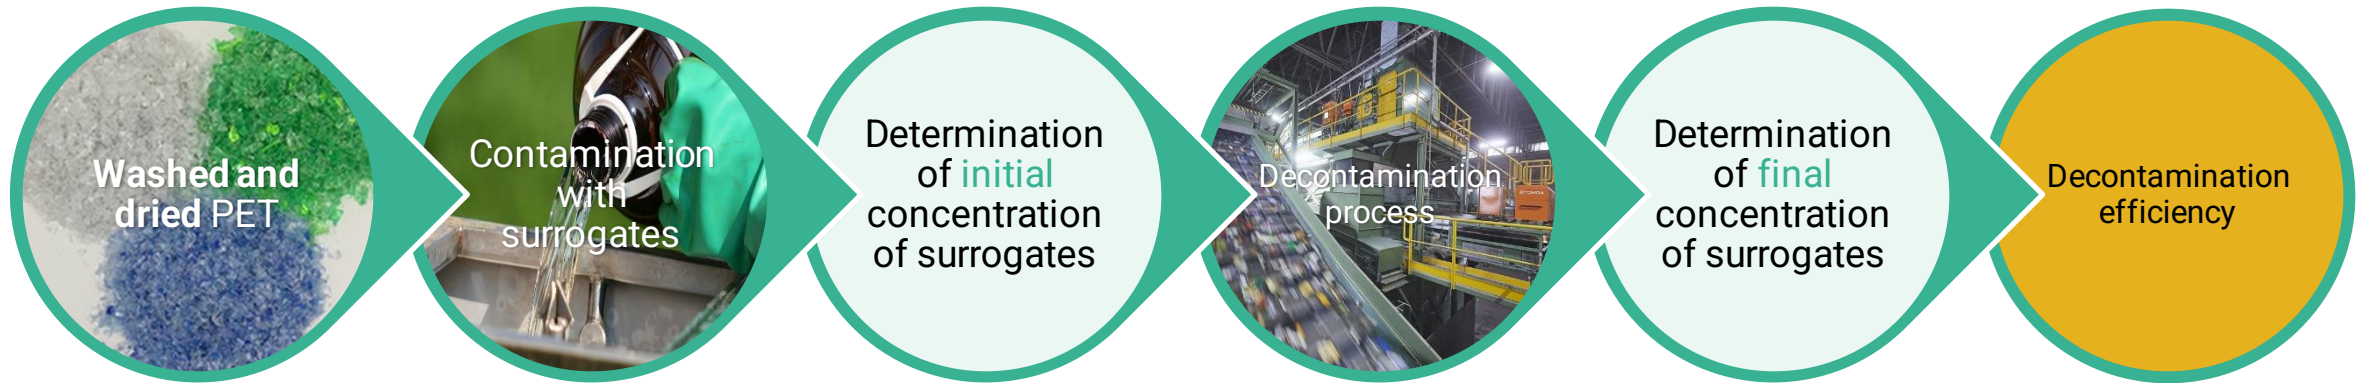 Washed and
dried PET
Contamination
with
surrogates
Determination
of initial
concentration
of surrogates
Decontamination
process
Determination
of final
concentration
of surrogates
Decontamination
efficiency